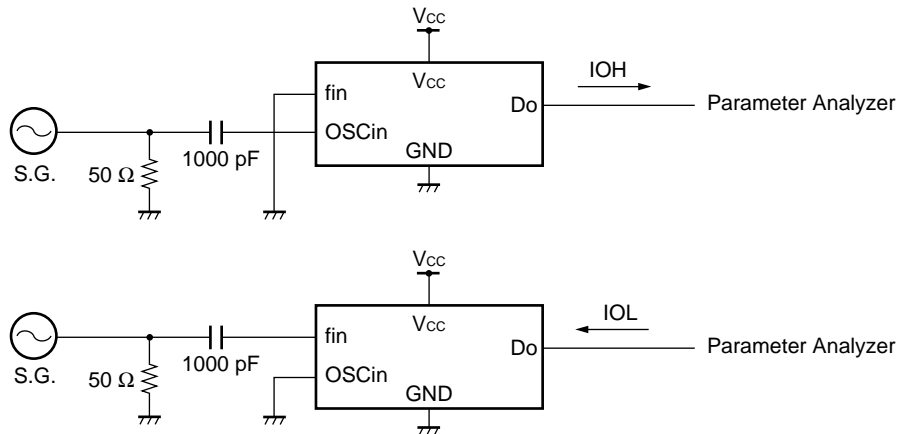 VCC
VCC
IOH
fin
Do
Parameter Analyzer
OSCin
GND
S.G.
50 Ω
1000 pF
VCC
VCC
IOL
fin
Do
Parameter Analyzer
OSCin
GND
S.G.
50 Ω
1000 pF